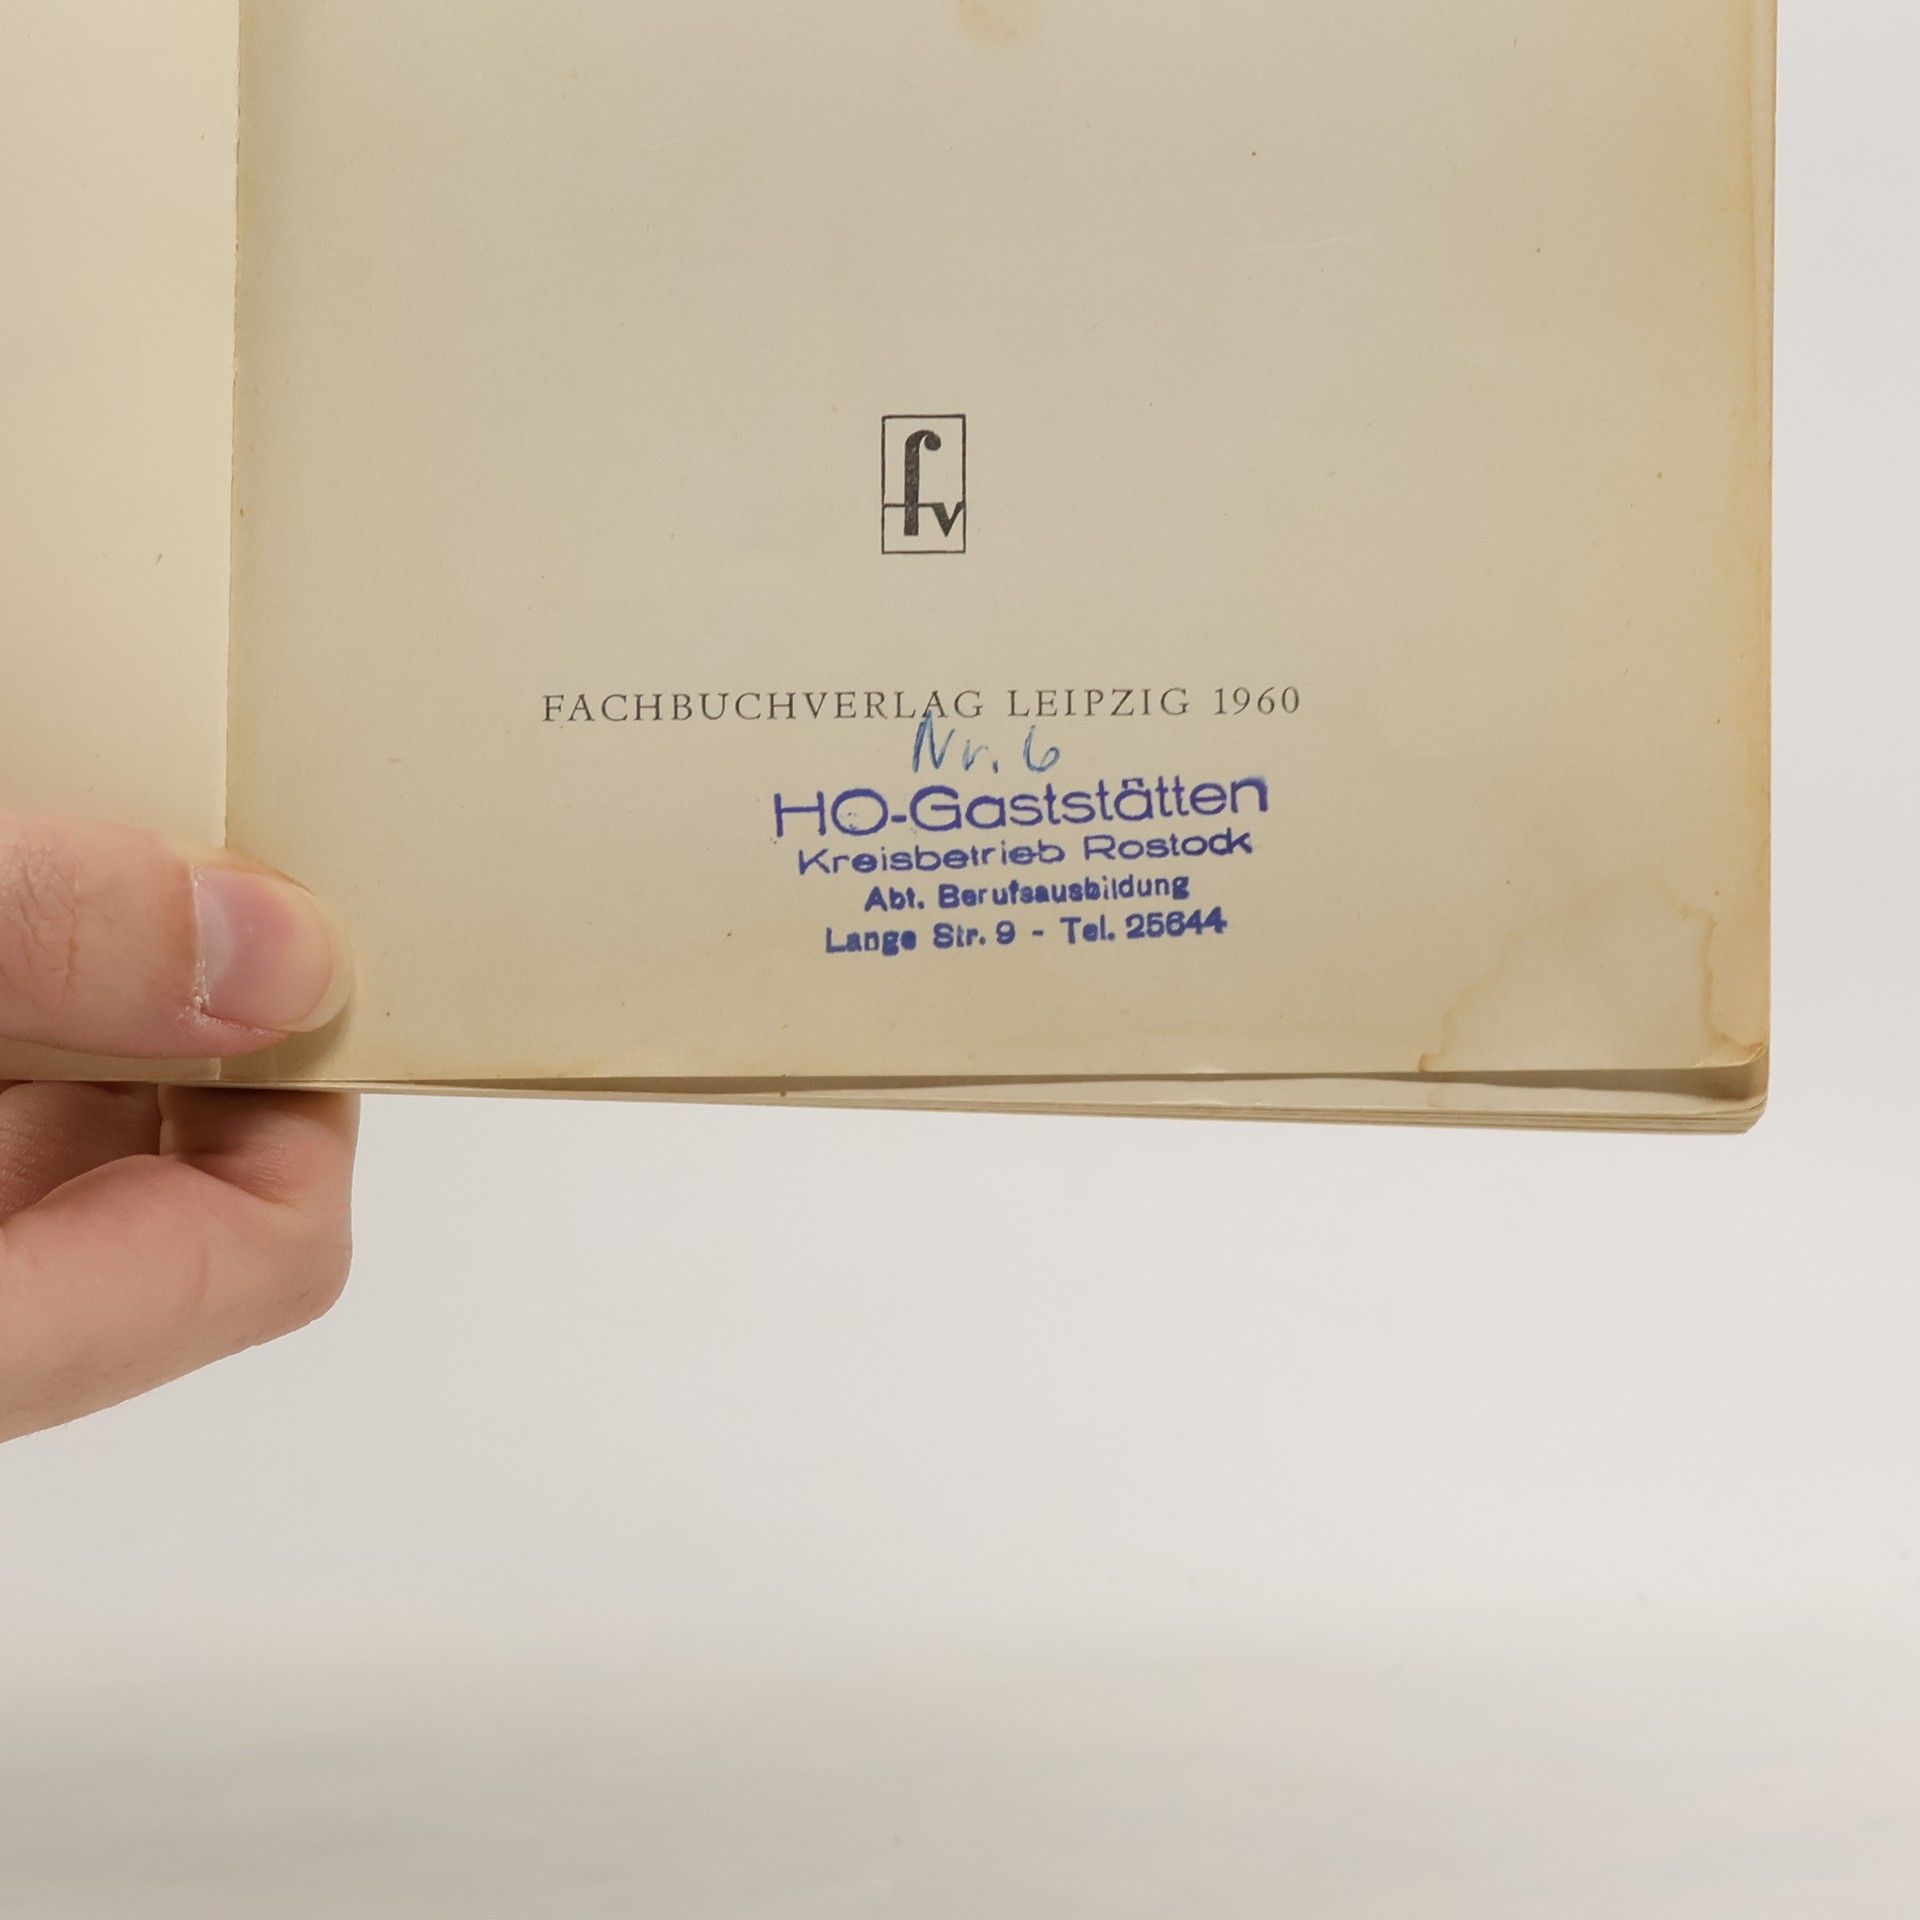 fv
FACHBUCHVERLAG LEIPZIG 1960
Nr. 6
HO-Gaststätten
Kreisbetrieb Rostock
Abt. Berufsausbildung
Lange Str. 9 - Tel. 25644